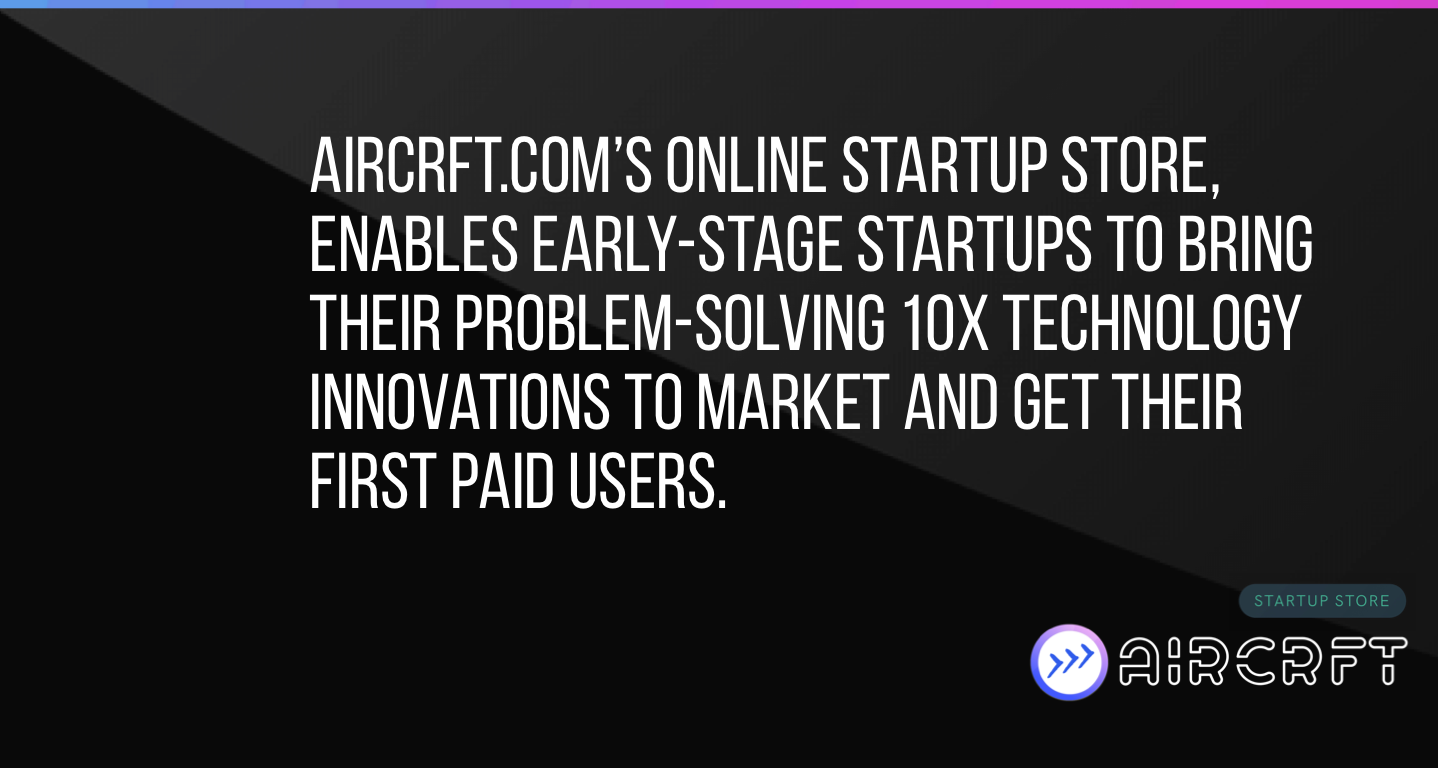 AIRCRFT.COM’S ONLINE STARTUP STORE,
ENABLES EARLY-STAGE STARTUPS TO BRING
THEIR PROBLEM-SOLVING 10X TECHNOLOGY
INNOVATIONS TO MARKET AND GET THEIR
FIRST PAID USERS.
STARTUP STORE
AIRCRFT